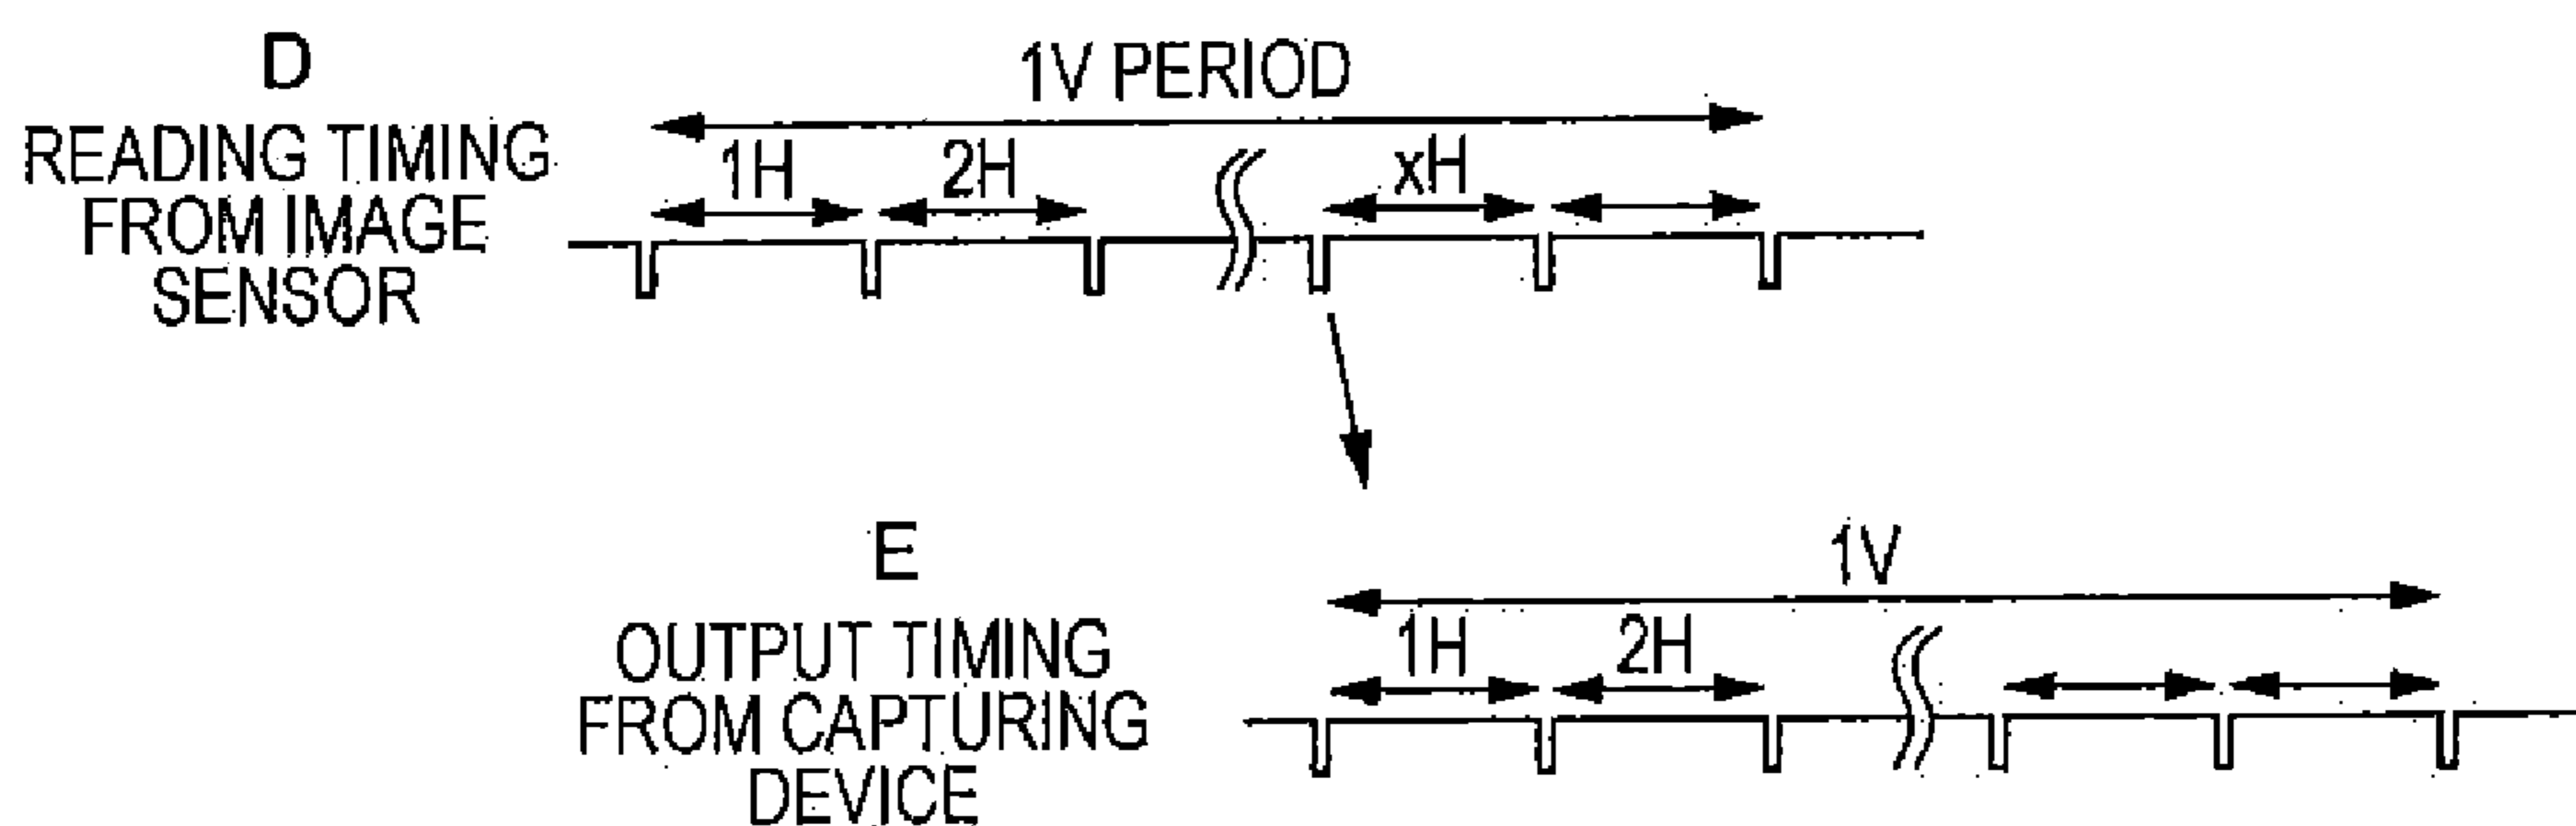 D
READING TIMING
FROM IMAGE
SENSOR
1V PERIOD
1H
2H
xH
E
OUTPUT TIMING
FROM CAPTURING
DEVICE
1V
1H
2H